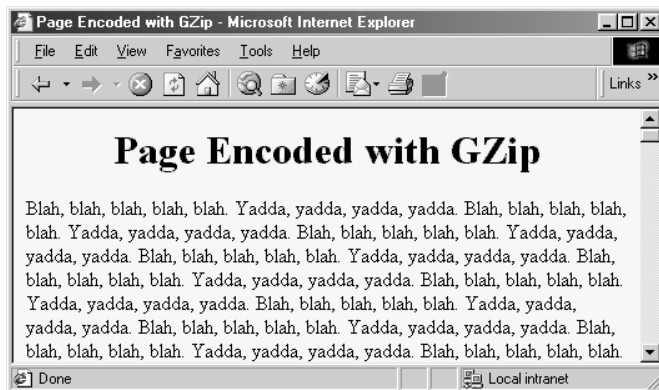 Page Encoded with GZip - Microsoft Internet Explorer
File Edit View Favorites Tools Help
Links »
Page Encoded with GZip
Blah, blah, blah, blah, blah. Yadda, yadda, yadda, yadda. Blah, blah, blah, blah,
blah. Yadda, yadda, yadda, yadda. Blah, blah, blah, blah, blah. Yadda, yadda,
yadda, yadda. Blah, blah, blah, blah, blah. Yadda, yadda, yadda, yadda. Blah,
blah, blah, blah, blah. Yadda, yadda, yadda, yadda. Blah, blah, blah, blah, blah.
Yadda, yadda, yadda, yadda. Blah, blah, blah, blah, blah. Yadda, yadda,
yadda, yadda. Blah, blah, blah, blah, blah. Yadda, yadda, yadda, yadda. Blah,
blah, blah, blah, blah. Yadda, yadda, yadda, yadda. Blah, blah, blah, blah, blah.
Done Local intranet